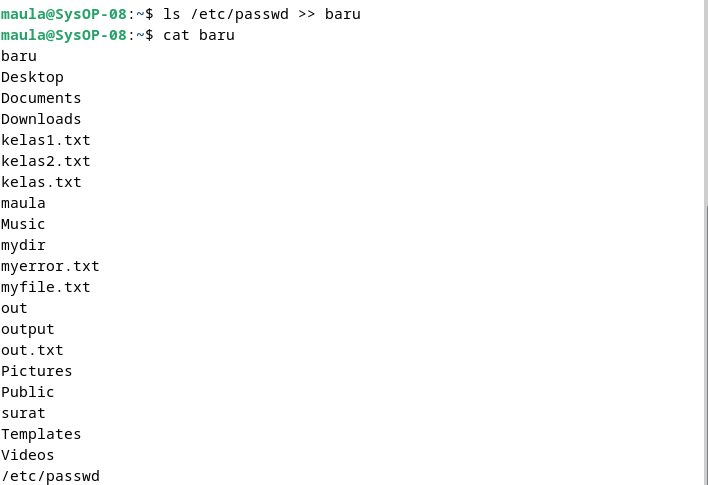 maula@SysOP-08:~$ ls /etc/passwd >> baru
maula@SysOP-08:~$ cat baru
baru
Desktop
Documents
Downloads
kelas1.txt
kelas2.txt
kelas.txt
maula
Music
mydir
myerror.txt
myfile.txt
out
output
out.txt
Pictures
Public
surat
Templates
Videos
/etc/passwd